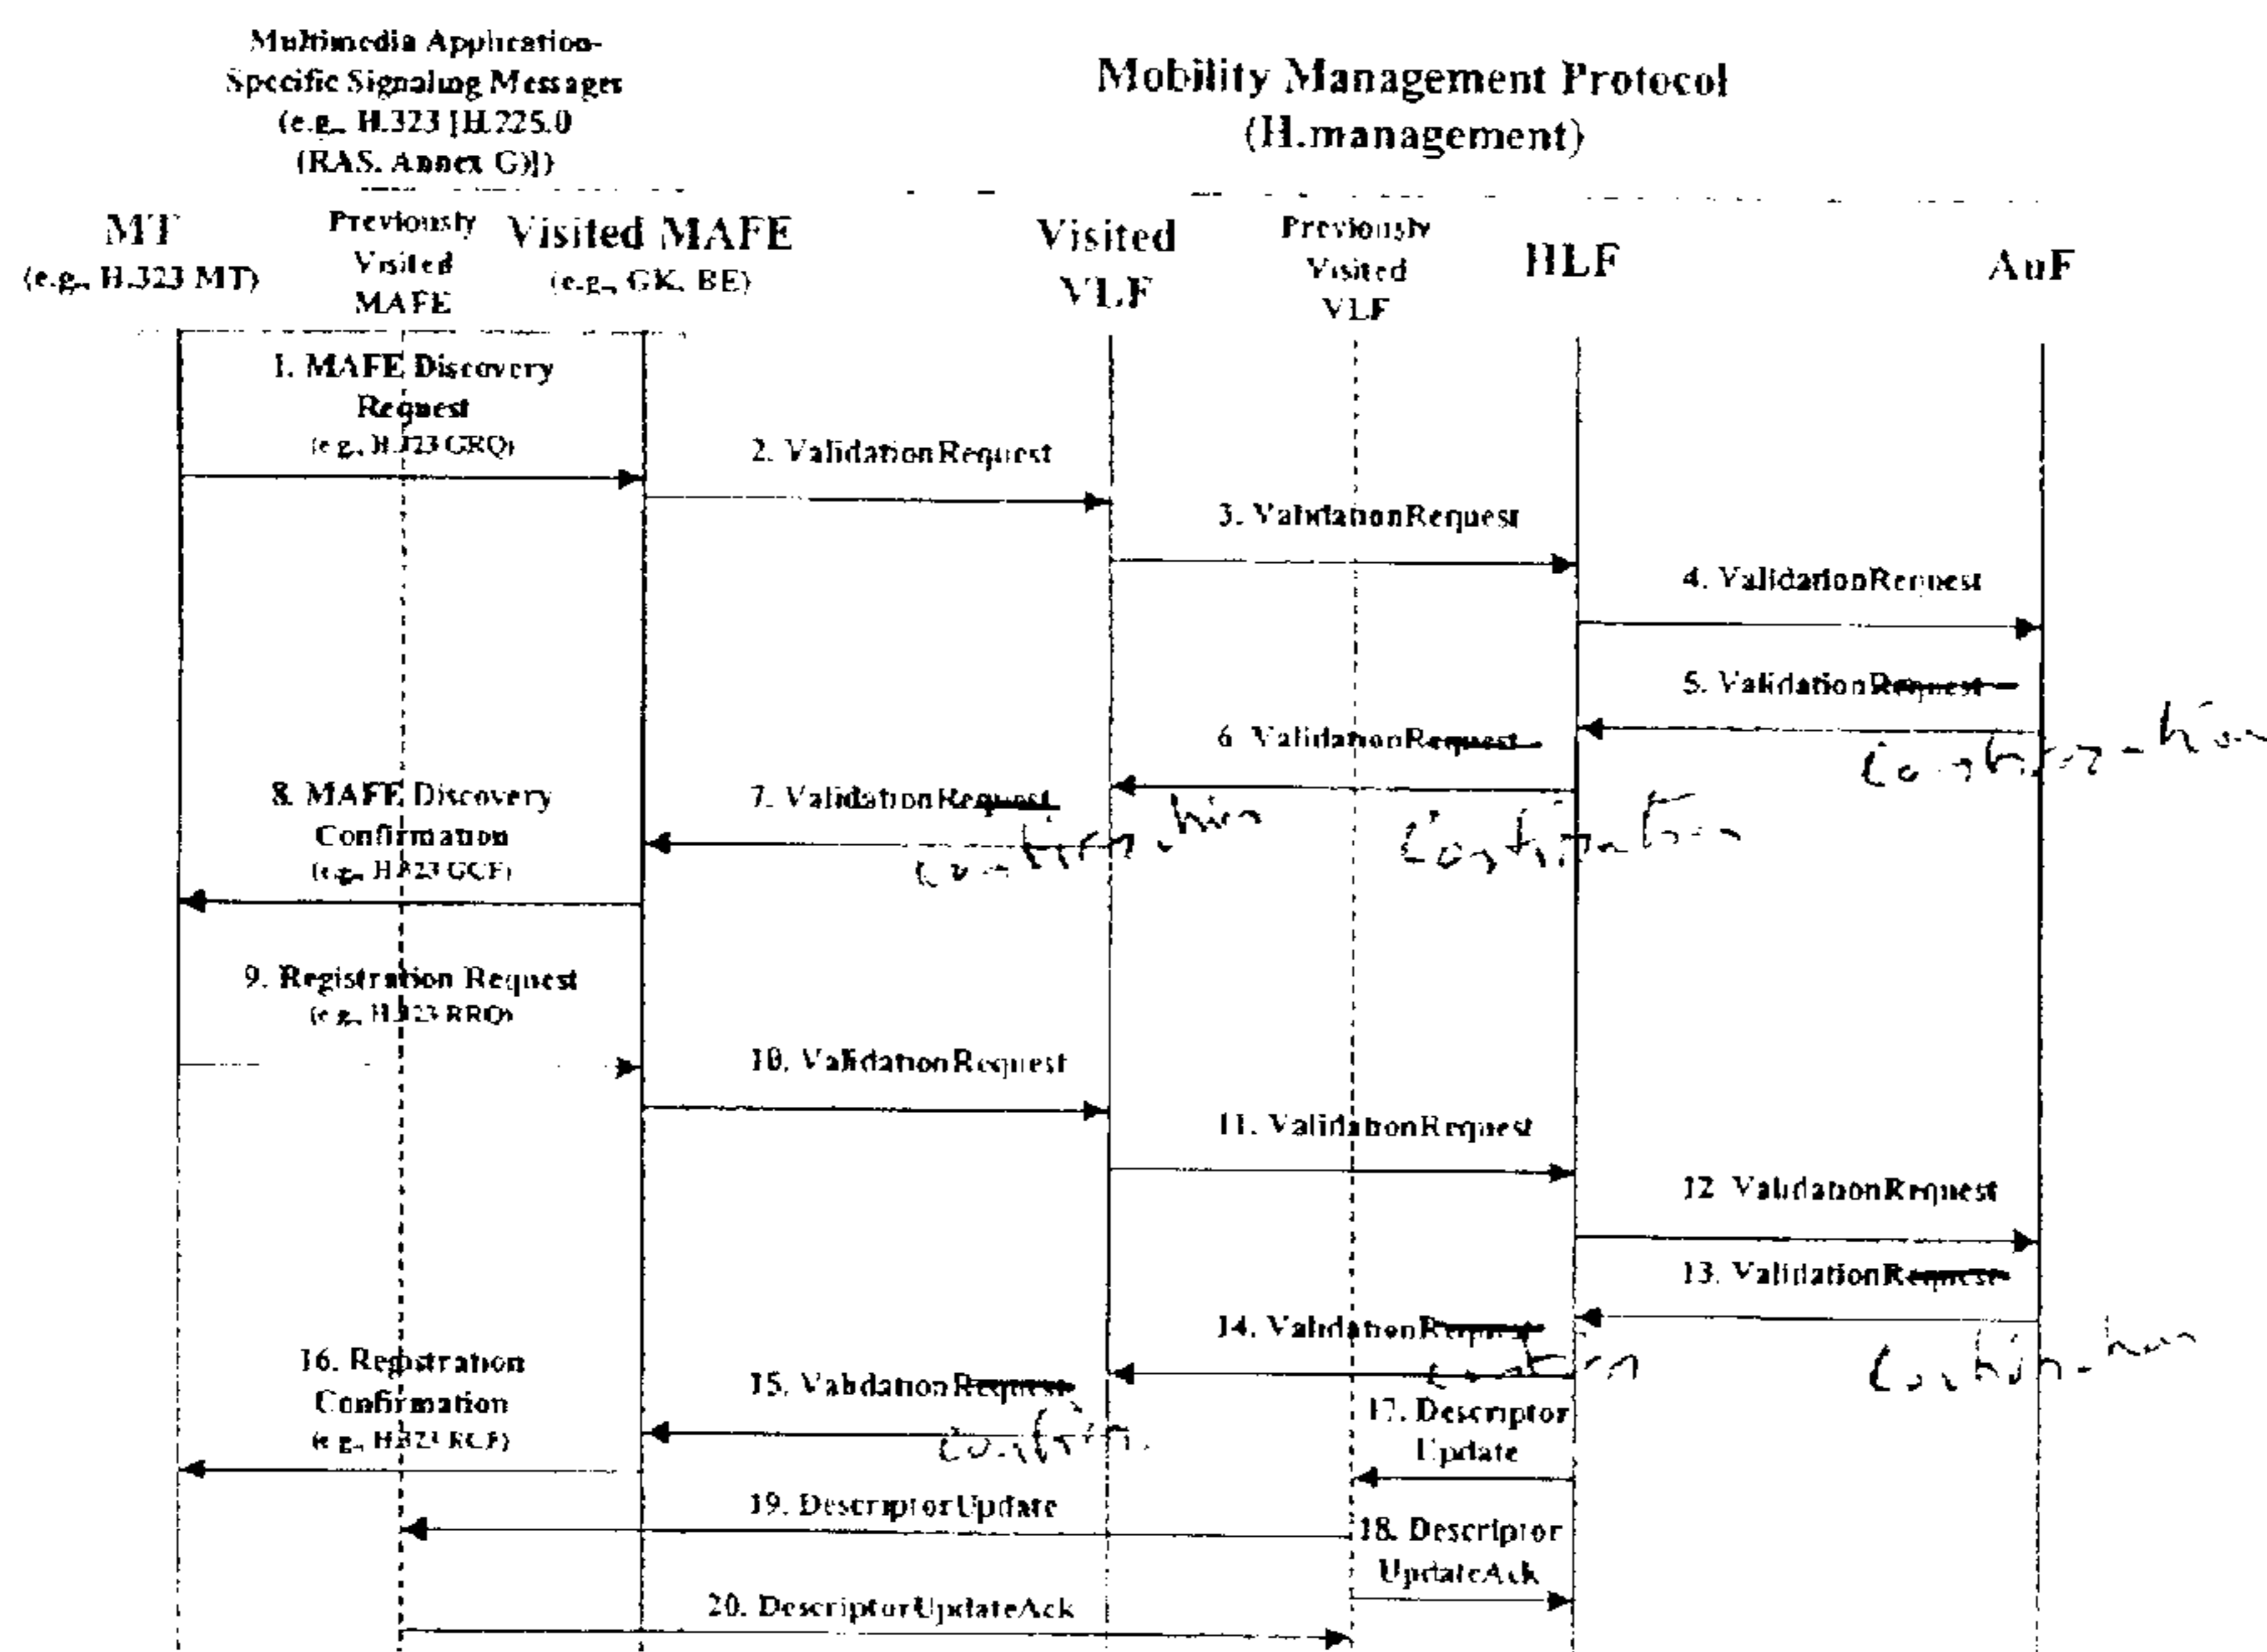 Multimedia Application-
Specific Signaling Messages
(e.g., H.323 [H.225.0
(RAS, Annex G)])
Mobility Management Protocol
(H.management)
MT
(e.g., H.323 MT)
Previously
Visited
MAFE
Visited MAFE
(e.g., GK, BE)
Visited
VLF
Previously
Visited
VLF
HLF
AuF
1. MAFE Discovery
Request
(e.g., H.323 GRQ)
2. ValidationRequest
3. ValidationRequest
4. ValidationRequest
5. ValidationRequest
Confirmation
6. ValidationRequest
Confirmation
7. ValidationRequest
Confirmation
8. MAFE Discovery
Confirmation
(e.g., H.323 GCF)
9. Registration Request
(e.g., H.323 RRQ)
10. ValidationRequest
11. ValidationRequest
12. ValidationRequest
13. ValidationRequest
Confirmation
14. ValidationRequest
Confirm
15. ValidationRequest
Confirm.
16. Registration
Confirmation
(e.g., H.323 RCF)
17. Descriptor
Update
19. DescriptorUpdate
18. Descriptor
UpdateAck
20. DescriptorUpdateAck